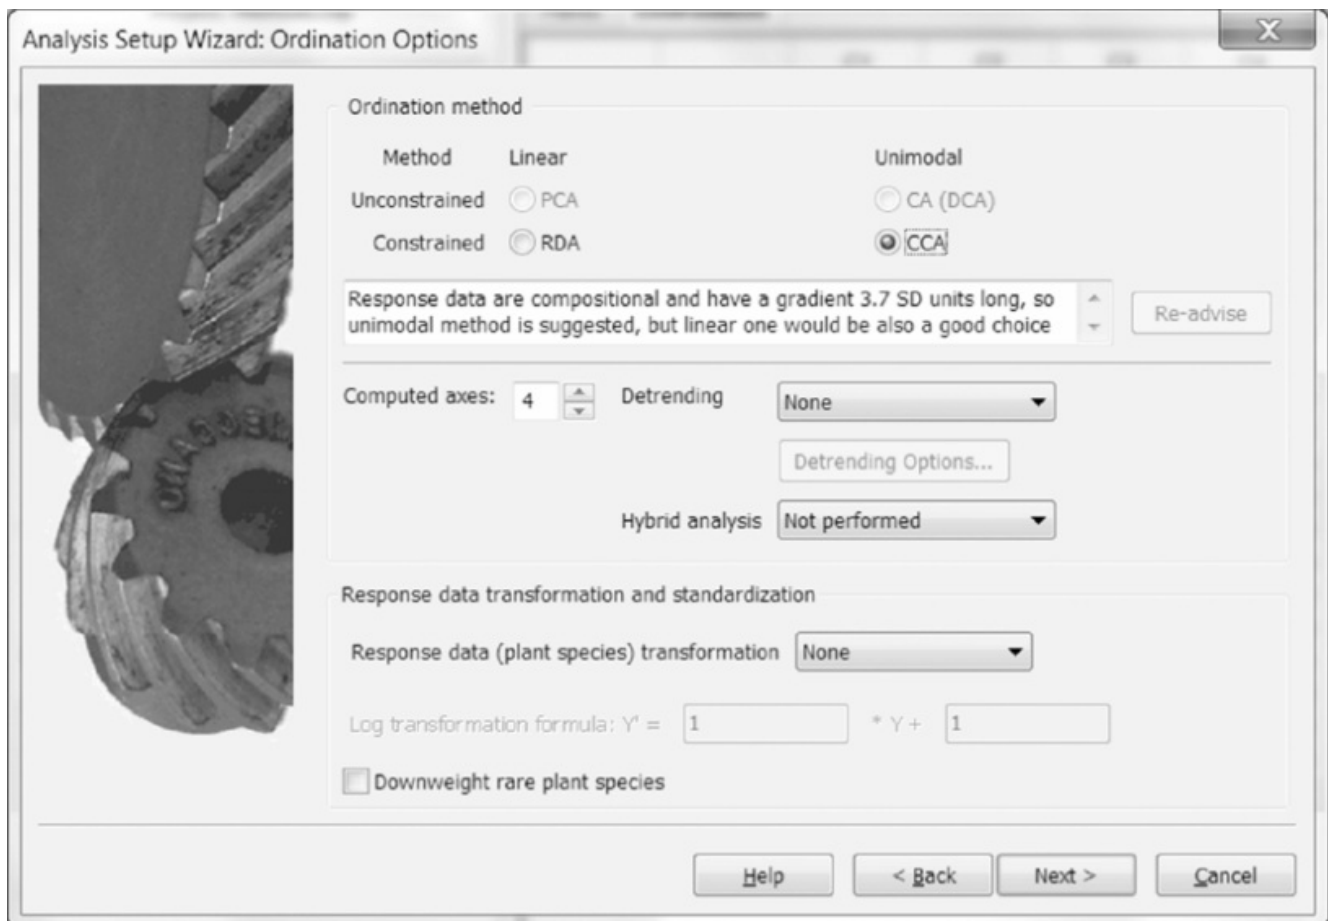 Analysis Setup Wizard: Ordination Options
Ordination method
Method Linear Unimodal
Unconstrained PCA CA (DCA)
Constrained RDA CCA
Response data are compositional and have a gradient 3.7 SD units long, so
unimodal method is suggested, but linear one would be also a good choice
Re-advise
Computed axes: 4 Detrending None
Detrending Options...
Hybrid analysis Not performed
Response data transformation and standardization
Response data (plant species) transformation None
Log transformation formula: Y' = 1 * Y + 1
Downweight rare plant species
Help < Back Next > Cancel